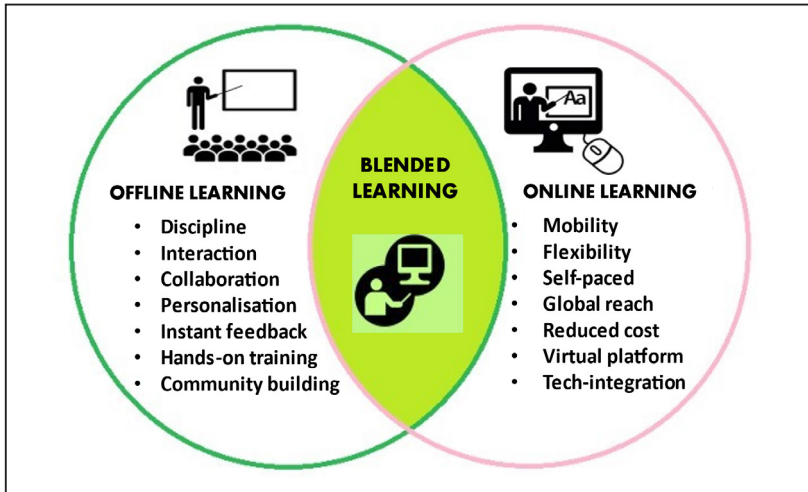 OFFLINE LEARNING
• Discipline
• Interaction
• Collaboration
• Personalisation
• Instant feedback
• Hands-on training
• Community building
BLENDED
LEARNING
Aa
ONLINE LEARNING
• Mobility
• Flexibility
• Self-paced
• Global reach
• Reduced cost
• Virtual platform
• Tech-integration